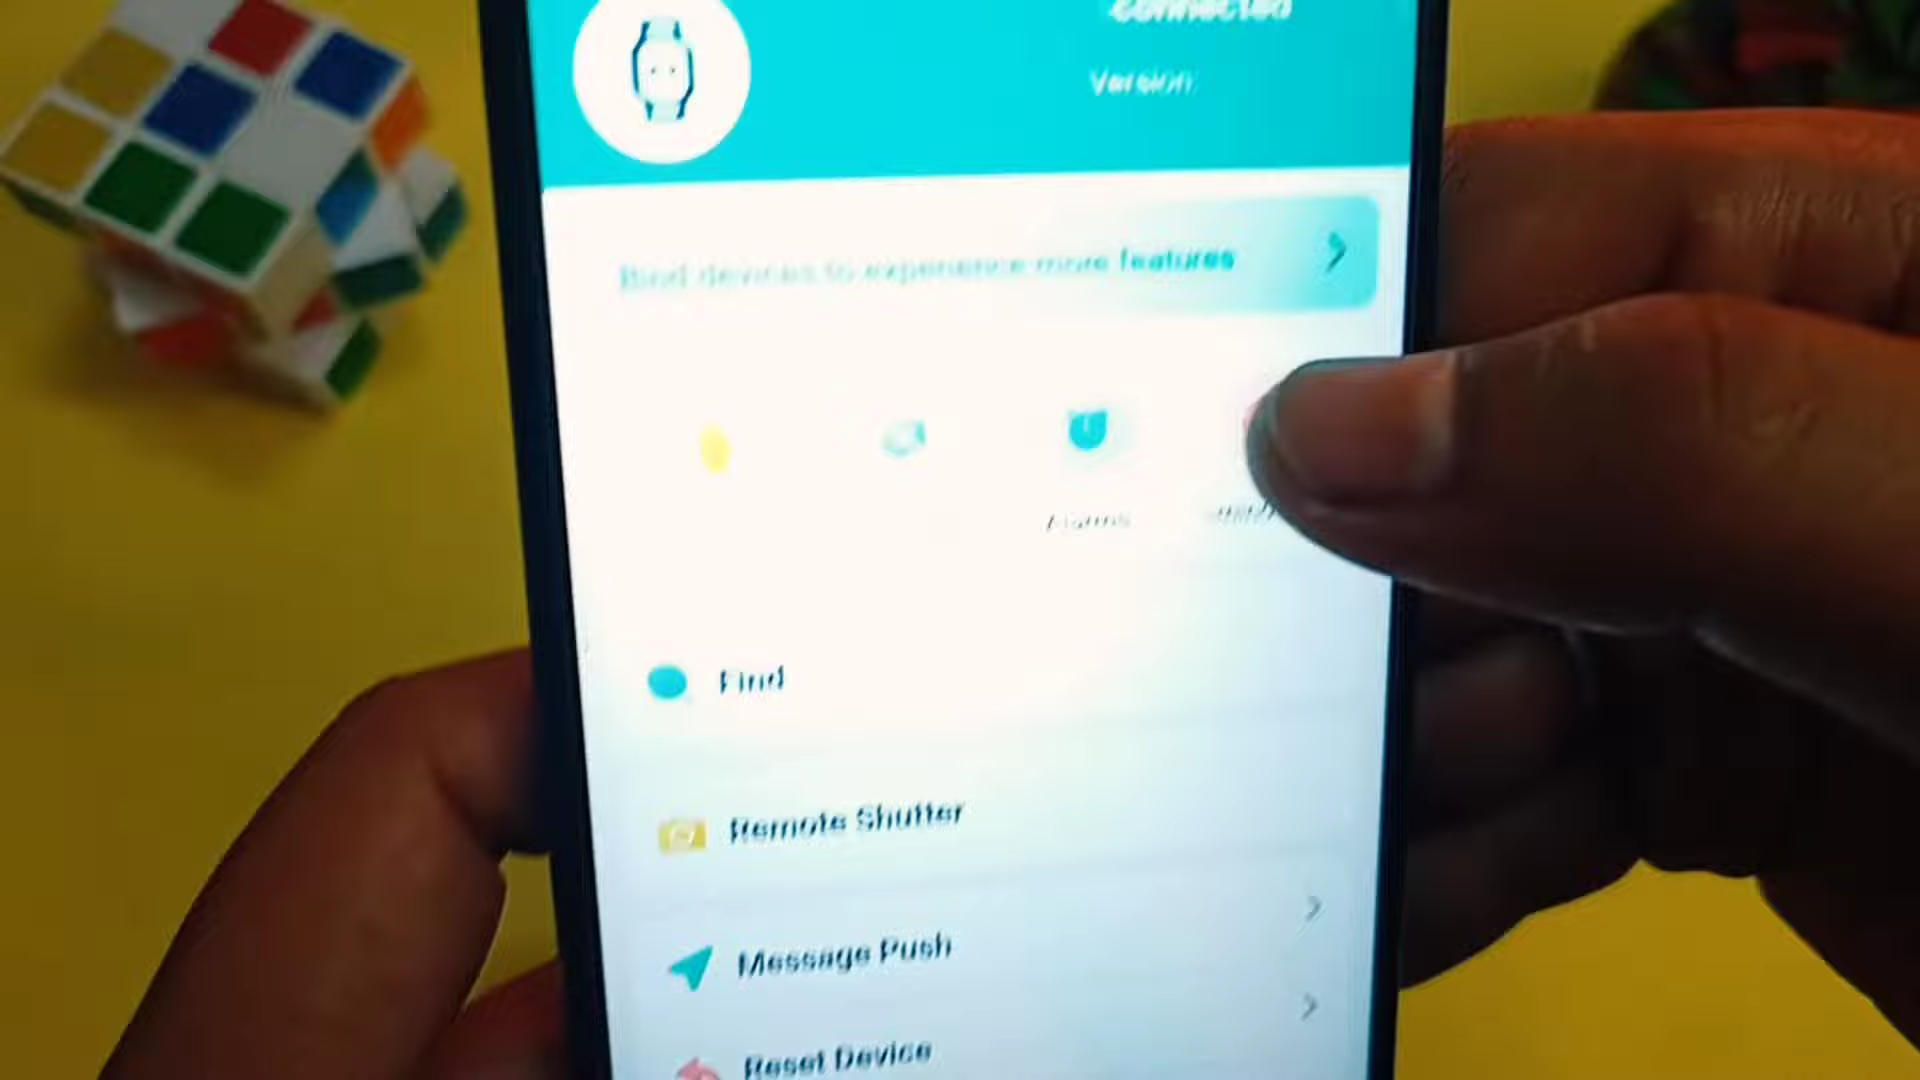 Connected
Version:
Bind devices to experience more features
Alarms
Find
Remote Shutter
Message Push
Reset Device